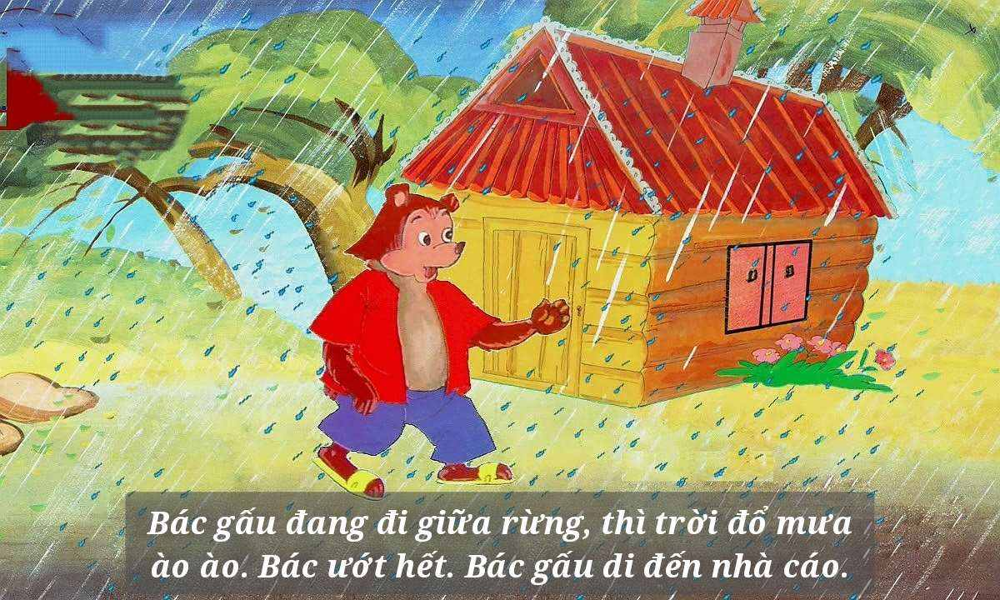 Bác gấu đang đi giữa rừng, thì trời đổ mưa
ào ào. Bác ướt hết. Bác gấu di đến nhà cáo.